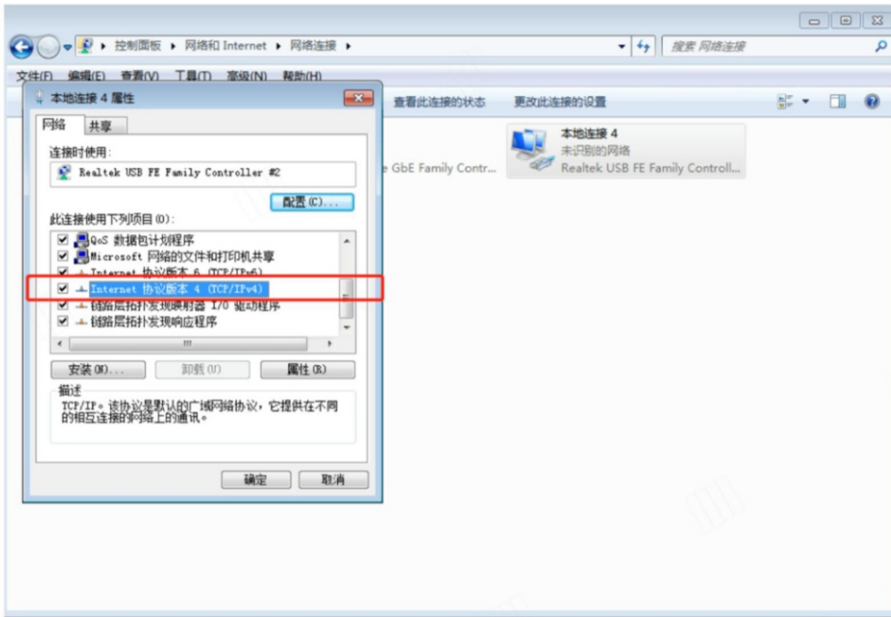 控制面板 ▸ 网络和 Internet ▸ 网络连接 ▸
搜索 网络连接
文件(F) 编辑(E) 查看(V) 工具(T) 高级(N) 帮助(H)
本地连接 4 属性
查看此连接的状态 更改此连接的设置
网络 共享
本地连接 4
未识别的网络
e GbE Family Contr...
Realtek USB FE Family Controll...
连接时使用:
Realtek USB FE Family Controller #2
配置(C)...
此连接使用下列项目(O):
QoS 数据包计划程序
Microsoft 网络的文件和打印机共享
Internet 协议版本 6 (TCP/IPv6)
Internet 协议版本 4 (TCP/IPv4)
链路层拓扑发现映射器 I/O 驱动程序
链路层拓扑发现响应程序
安装(N)... 卸载(U) 属性(R)
描述
TCP/IP。该协议是默认的广域网络协议，它提供在不同
的相互连接的网络上的通讯。
确定 取消